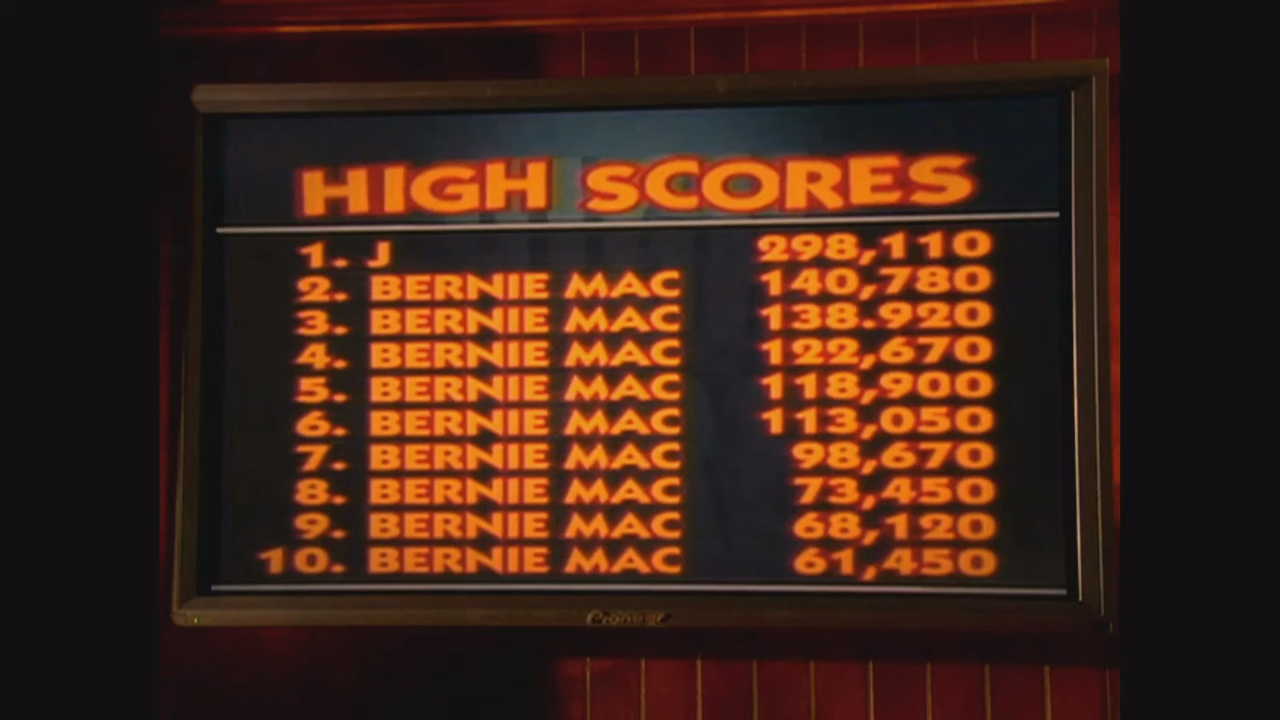 HIGH SCORES
1. J 298,110
2. BERNIE MAC 140,780
3. BERNIE MAC 138.920
4. BERNIE MAC 122,670
5. BERNIE MAC 118,900
6. BERNIE MAC 113,050
7. BERNIE MAC 98,670
8. BERNIE MAC 73,450
9. BERNIE MAC 68,120
10. BERNIE MAC 61,450
Pioneer